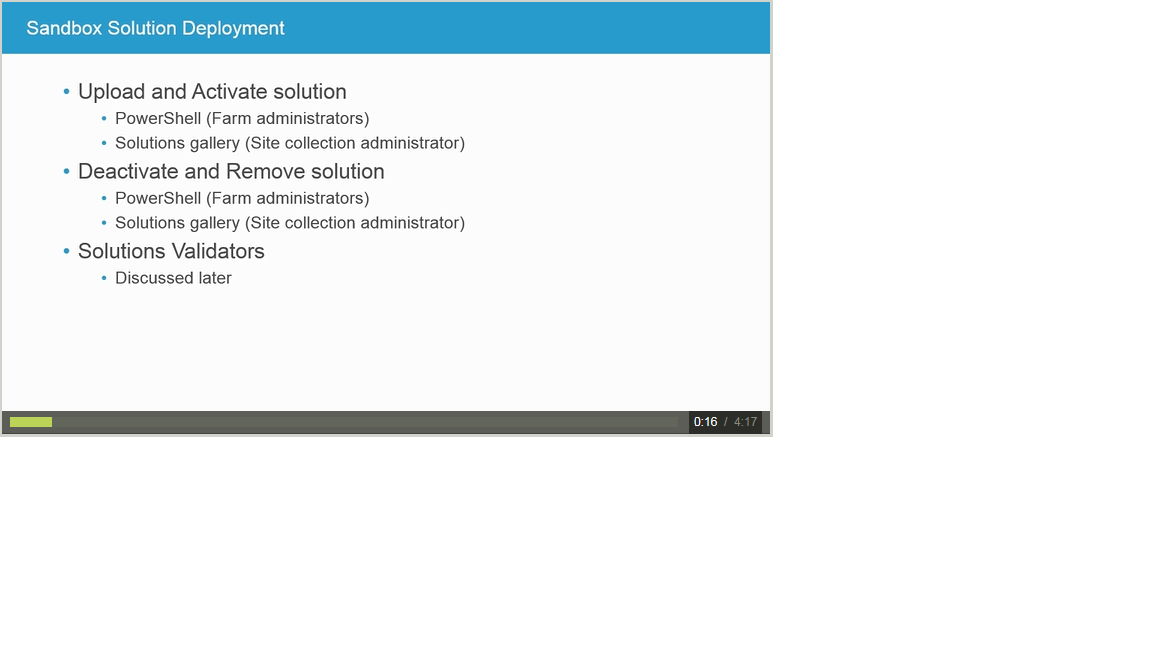 Sandbox Solution Deployment
• Upload and Activate solution
• PowerShell (Farm administrators)
• Solutions gallery (Site collection administrator)
• Deactivate and Remove solution
• PowerShell (Farm administrators)
• Solutions gallery (Site collection administrator)
• Solutions Validators
• Discussed later
0:16 / 4:17